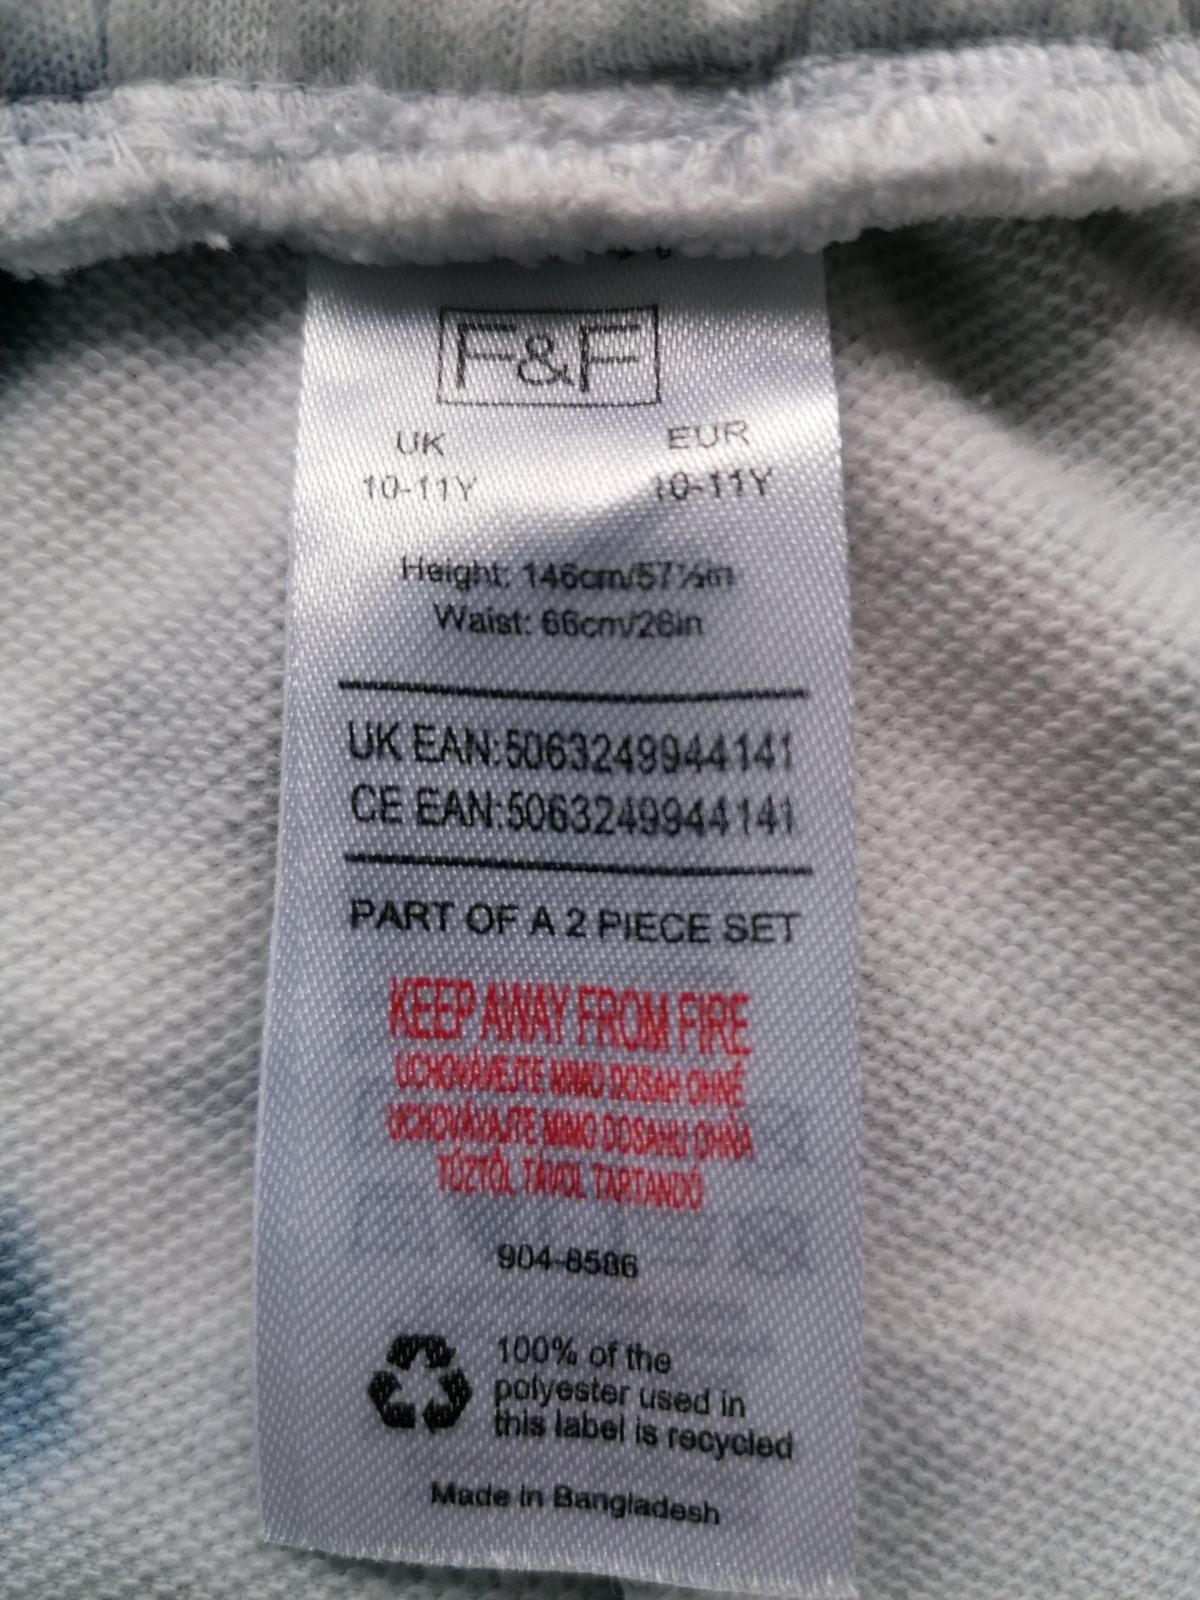 F&F
UK EUR
10-11Y 10-11Y
Height: 146cm/57½in
Waist: 66cm/26in
UK EAN:5063249944141
CE EAN:5063249944141
PART OF A 2 PIECE SET
KEEP AWAY FROM FIRE
UCHOVÁVEJTE MIMO DOSAH OHNĚ
UCHOVÁVAJTE MIMO DOSAHU OHŇA
TŰZTŐL TÁVOL TARTANDÓ
904-8586
100% of the
polyester used in
this label is recycled
Made in Bangladesh